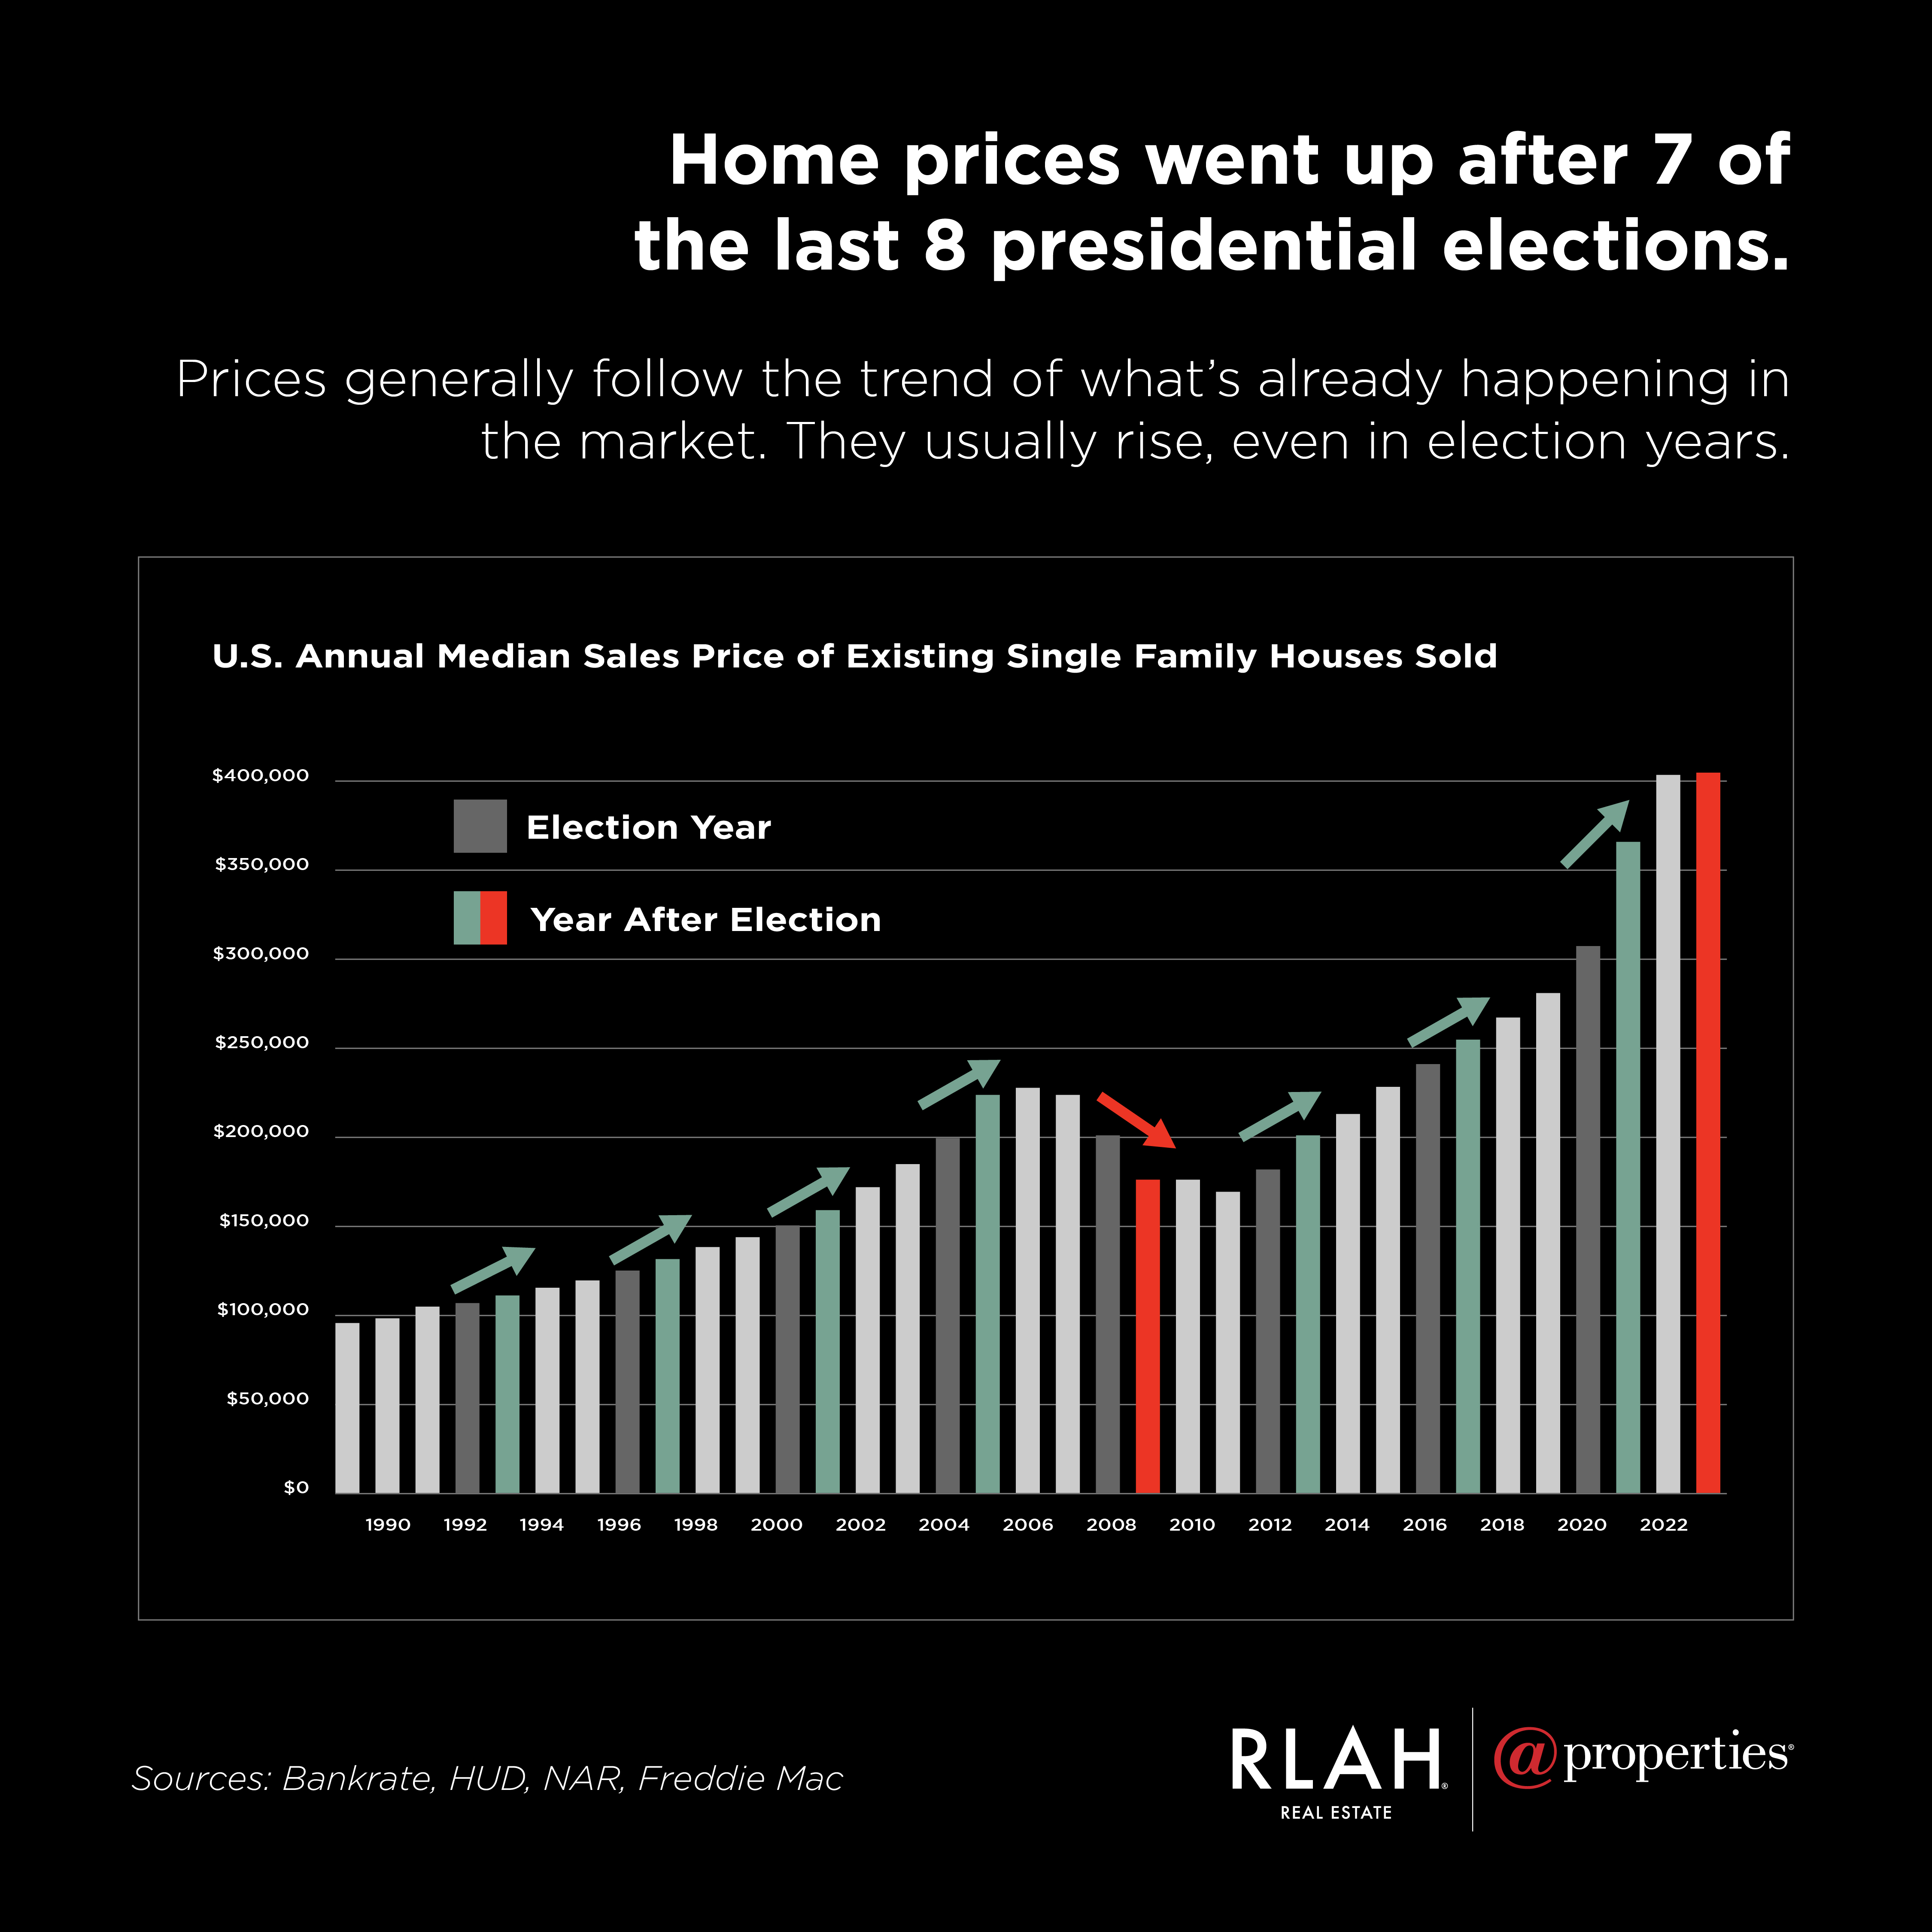 Home prices went up after 7 of
the last 8 presidential elections.
Prices generally follow the trend of what’s already happening in
the market. They usually rise, even in election years.
U.S. Annual Median Sales Price of Existing Single Family Houses Sold
$400,000
$350,000
$300,000
$250,000
$200,000
$150,000
$100,000
$50,000
$0
Election Year
Year After Election
1990 1992 1994 1996 1998 2000 2002 2004 2006 2008 2010 2012 2014 2016 2018 2020 2022
Sources: Bankrate, HUD, NAR, Freddie Mac
RLAH®
REAL ESTATE
@properties®